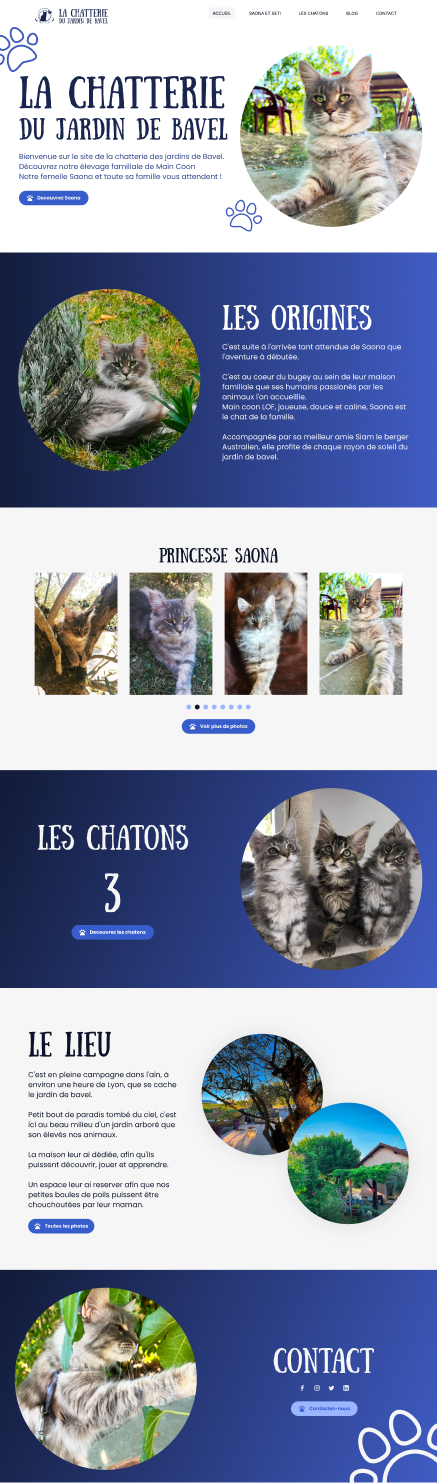 LA CHATTERIE
DU JARDIN DE BAVEL
ACCUEIL
SAONA ET SETI
LES CHATONS
BLOG
CONTACT
LA CHATTERIE
DU JARDIN DE BAVEL
Bienvenue sur le site de la chatterie des jardins de Bavel.
Découvrez notre élevage familiale de Main Coon
Notre femelle Saona et toute sa famille vous attendent !
Decouvrez Saona
LES ORIGINES
C'est suite à l'arrivée tant attendue de Saona que
l'aventure à débutée.
C'est au coeur du bugey au sein de leur maison
familiale que ses humains passionés par les
animaux l'on accueillie.
Main coon LOF, joueuse, douce et caline, Saona est
le chat de la famille.
Accompagnée par sa meilleur amie Siam le berger
Australien, elle profite de chaque rayon de soleil du
jardin de bavel.
PRINCESSE SAONA
Voir plus de photos
LES CHATONS
3
Decouvrez les chatons
LE LIEU
C'est en pleine campagne dans l'ain, à
environ une heure de Lyon, que se cache
le jardin de bavel.
Petit bout de paradis tombé du ciel, c'est
ici au beau milieu d'un jardin arboré que
son élevés nos animaux.
La maison leur ai dédiée, afin qu'ils
puissent découvrir, jouer et apprendre.
Un espace leur ai reserver afin que nos
petites boules de poils puissent être
chouchoutées par leur maman.
Toutes les photos
CONTACT
Contactez-nous